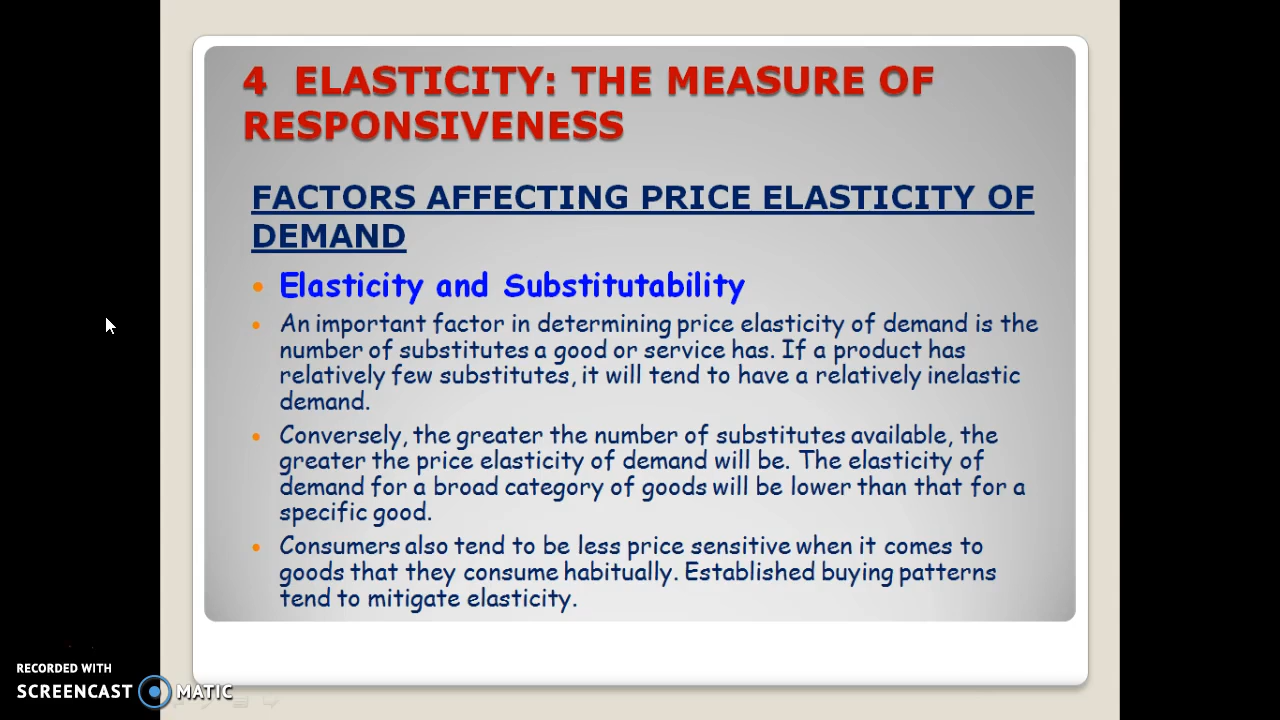 4 ELASTICITY: THE MEASURE OF
RESPONSIVENESS
FACTORS AFFECTING PRICE ELASTICITY OF
DEMAND
• Elasticity and Substitutability
• An important factor in determining price elasticity of demand is the
number of substitutes a good or service has. If a product has
relatively few substitutes, it will tend to have a relatively inelastic
demand.
• Conversely, the greater the number of substitutes available, the
greater the price elasticity of demand will be. The elasticity of
demand for a broad category of goods will be lower than that for a
specific good.
• Consumers also tend to be less price sensitive when it comes to
goods that they consume habitually. Established buying patterns
tend to mitigate elasticity.
RECORDED WITH
SCREENCAST MATIC